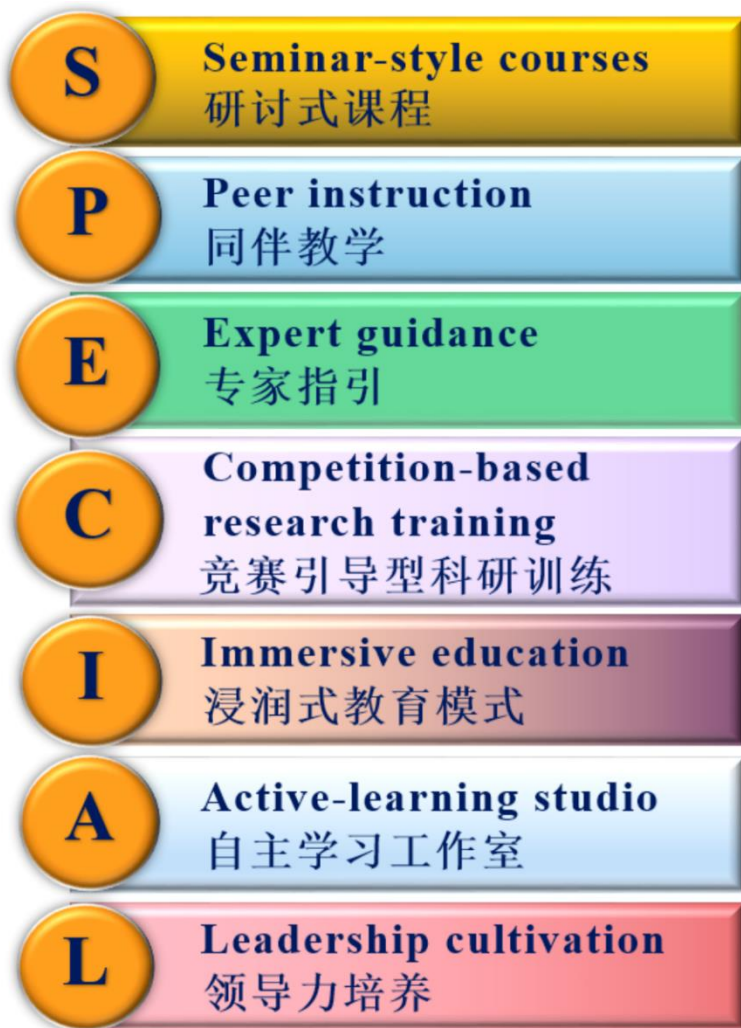 S
Seminar-style courses
研讨式课程
P
Peer instruction
同伴教学
E
Expert guidance
专家指引
C
Competition-based
research training
竞赛引导型科研训练
I
Immersive education
浸润式教育模式
A
Active-learning studio
自主学习工作室
L
Leadership cultivation
领导力培养